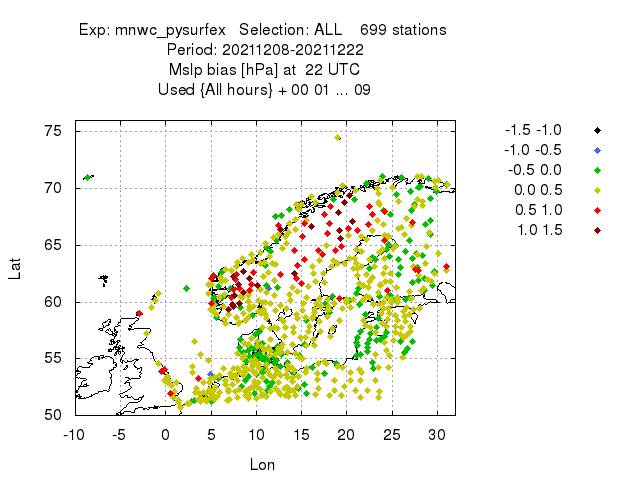 Exp: mnwc_pysurfex   Selection: ALL    699 stations
Period: 20211208-20211222
Mslp bias [hPa] at  22 UTC
Used {All hours} + 00 01 ... 09
75
70
65
60
55
50
-10 -5 0 5 10 15 20 25 30
Lat
Lon
-1.5 -1.0
-1.0 -0.5
-0.5 0.0
0.0 0.5
0.5 1.0
1.0 1.5